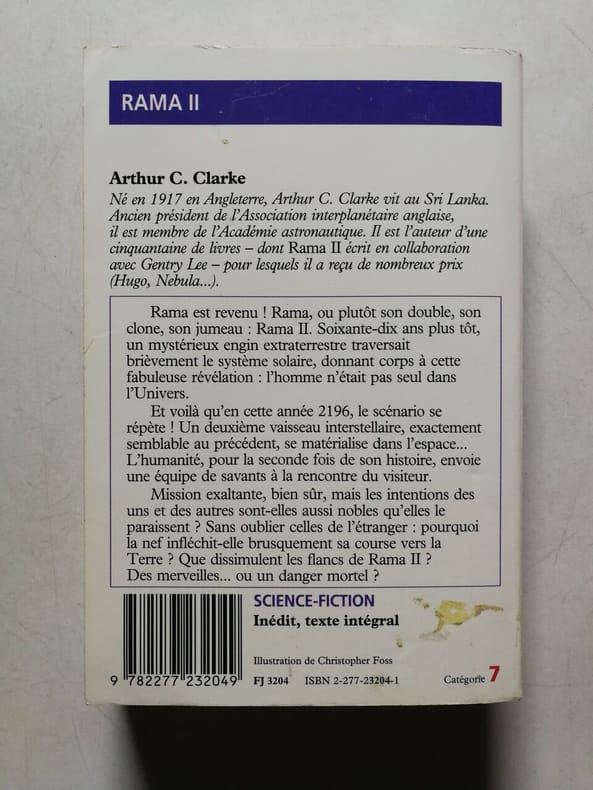 RAMA II
Arthur C. Clarke
Né en 1917 en Angleterre, Arthur C. Clarke vit au Sri Lanka.
Ancien président de l'Association interplanétaire anglaise,
il est membre de l'Académie astronautique. Il est l'auteur d'une
cinquantaine de livres – dont Rama II écrit en collaboration
avec Gentry Lee – pour lesquels il a reçu de nombreux prix
(Hugo, Nebula...).
Rama est revenu ! Rama, ou plutôt son double, son
clone, son jumeau : Rama II. Soixante-dix ans plus tôt,
un mystérieux engin extraterrestre traversait
brièvement le système solaire, donnant corps à cette
fabuleuse révélation : l'homme n'était pas seul dans
l'Univers.
Et voilà qu'en cette année 2196, le scénario se
répète ! Un deuxième vaisseau interstellaire, exactement
semblable au précédent, se matérialise dans l'espace...
L'humanité, pour la seconde fois de son histoire, envoie
une équipe de savants à la rencontre du visiteur.
Mission exaltante, bien sûr, mais les intentions des
uns et des autres sont-elles aussi nobles qu'elles le
paraissent ? Sans oublier celles de l'étranger : pourquoi
la nef infléchit-elle brusquement sa course vers la
Terre ? Que dissimulent les flancs de Rama II ?
Des merveilles... ou un danger mortel ?
SCIENCE-FICTION
Inédit, texte intégral
Illustration de Christopher Foss
9 782277 232049 FJ 3204 ISBN 2-277-23204-1 Catégorie 7